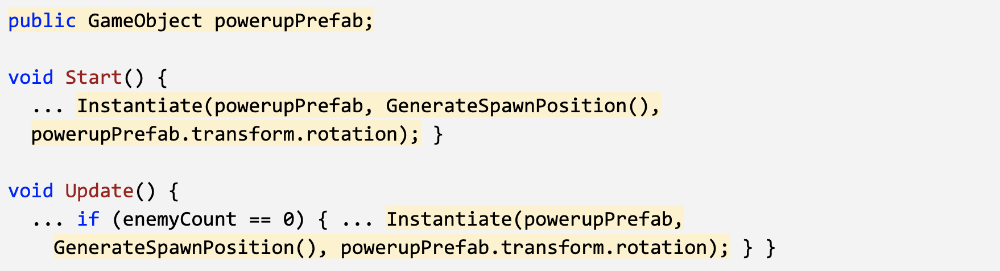 public GameObject powerupPrefab;
void Start() {
... Instantiate(powerupPrefab, GenerateSpawnPosition(),
powerupPrefab.transform.rotation); }
void Update() {
... if (enemyCount == 0) { ... Instantiate(powerupPrefab,
GenerateSpawnPosition(), powerupPrefab.transform.rotation); } }